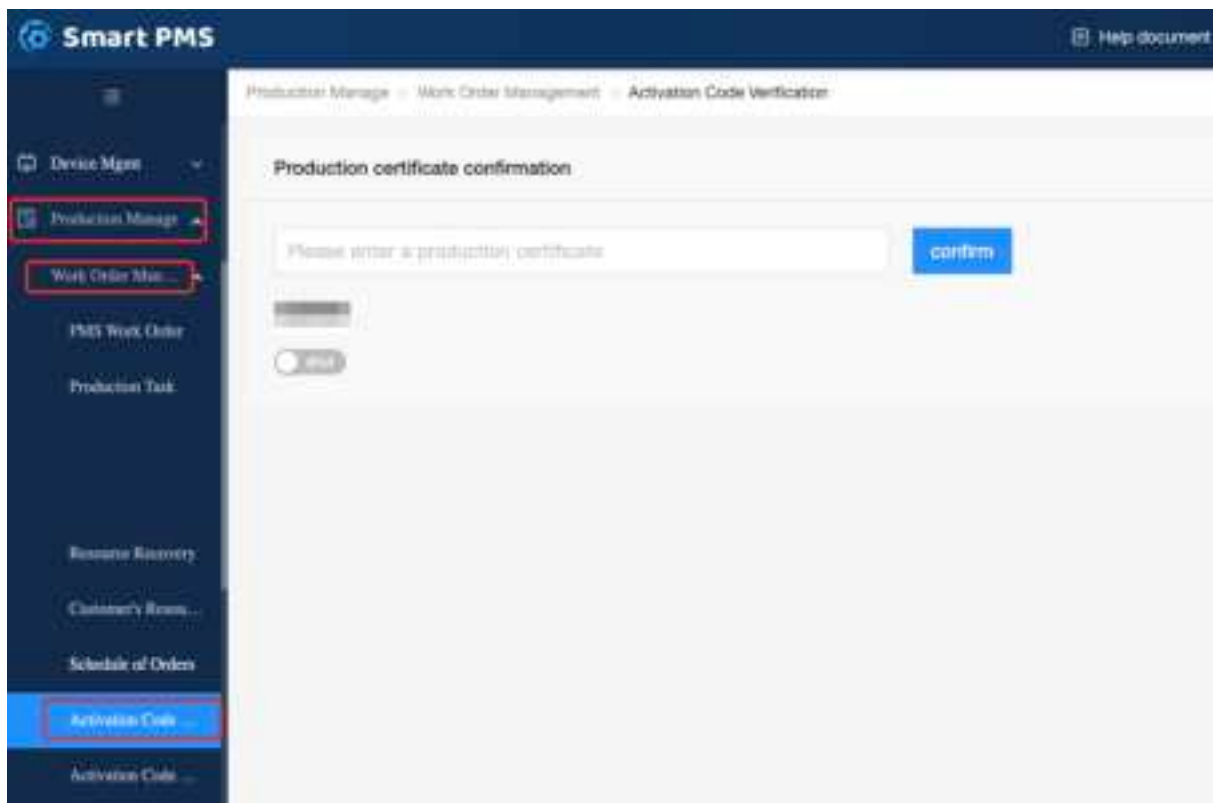 Smart PMS
Help document
Production Manage Work Order Management Activation Code Verification
Device Mgmt
Production certificate confirmation
Production Manage
Please enter a production certificate
confirm
Work Order Man...
PMS Work Order
Production Task
Resource Recovery
Customer's Resou...
Schedule of Orders
Activation Code ...
Activation Code ...